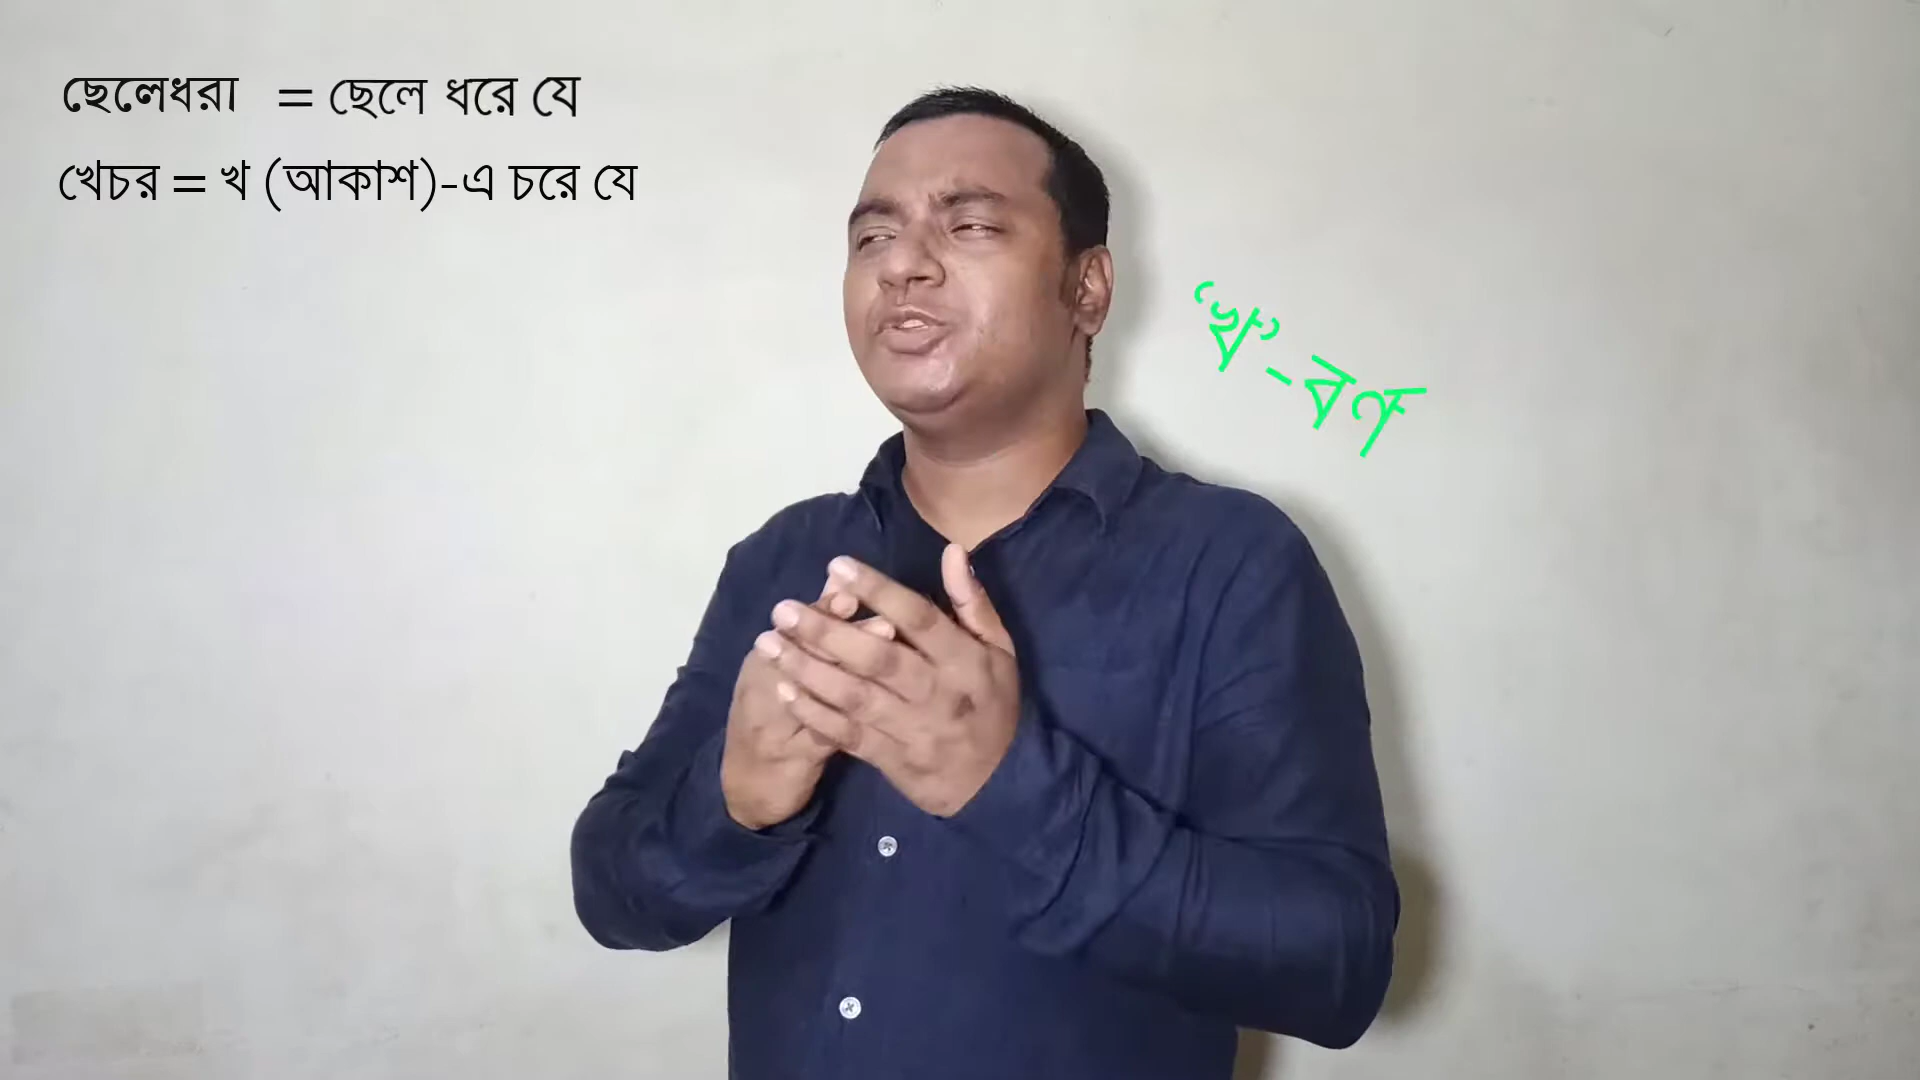 ছেলেধরা = ছেলে ধরে যে
খেচর = খ (আকাশ)-এ চরে যে
‘খ’-বর্ণ